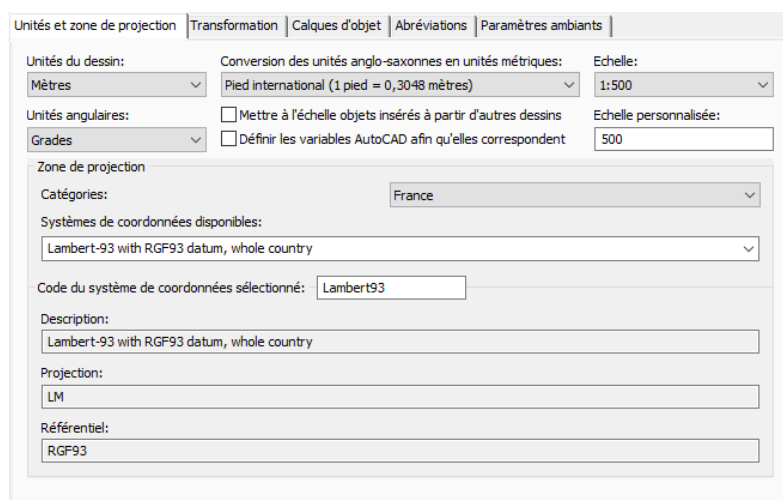 Unités et zone de projection Transformation Calques d'objet Abréviations Paramètres ambiants
Unités du dessin: Conversion des unités anglo-saxonnes en unités métriques: Echelle:
Mètres Pied international (1 pied = 0,3048 mètres) 1:500
Unités angulaires: Mettre à l'échelle objets insérés à partir d'autres dessins Echelle personnalisée:
Grades Définir les variables AutoCAD afin qu'elles correspondent 500
Zone de projection
Catégories: France
Systèmes de coordonnées disponibles:
Lambert-93 with RGF93 datum, whole country
Code du système de coordonnées sélectionné: Lambert93
Description:
Lambert-93 with RGF93 datum, whole country
Projection:
LM
Référentiel:
RGF93